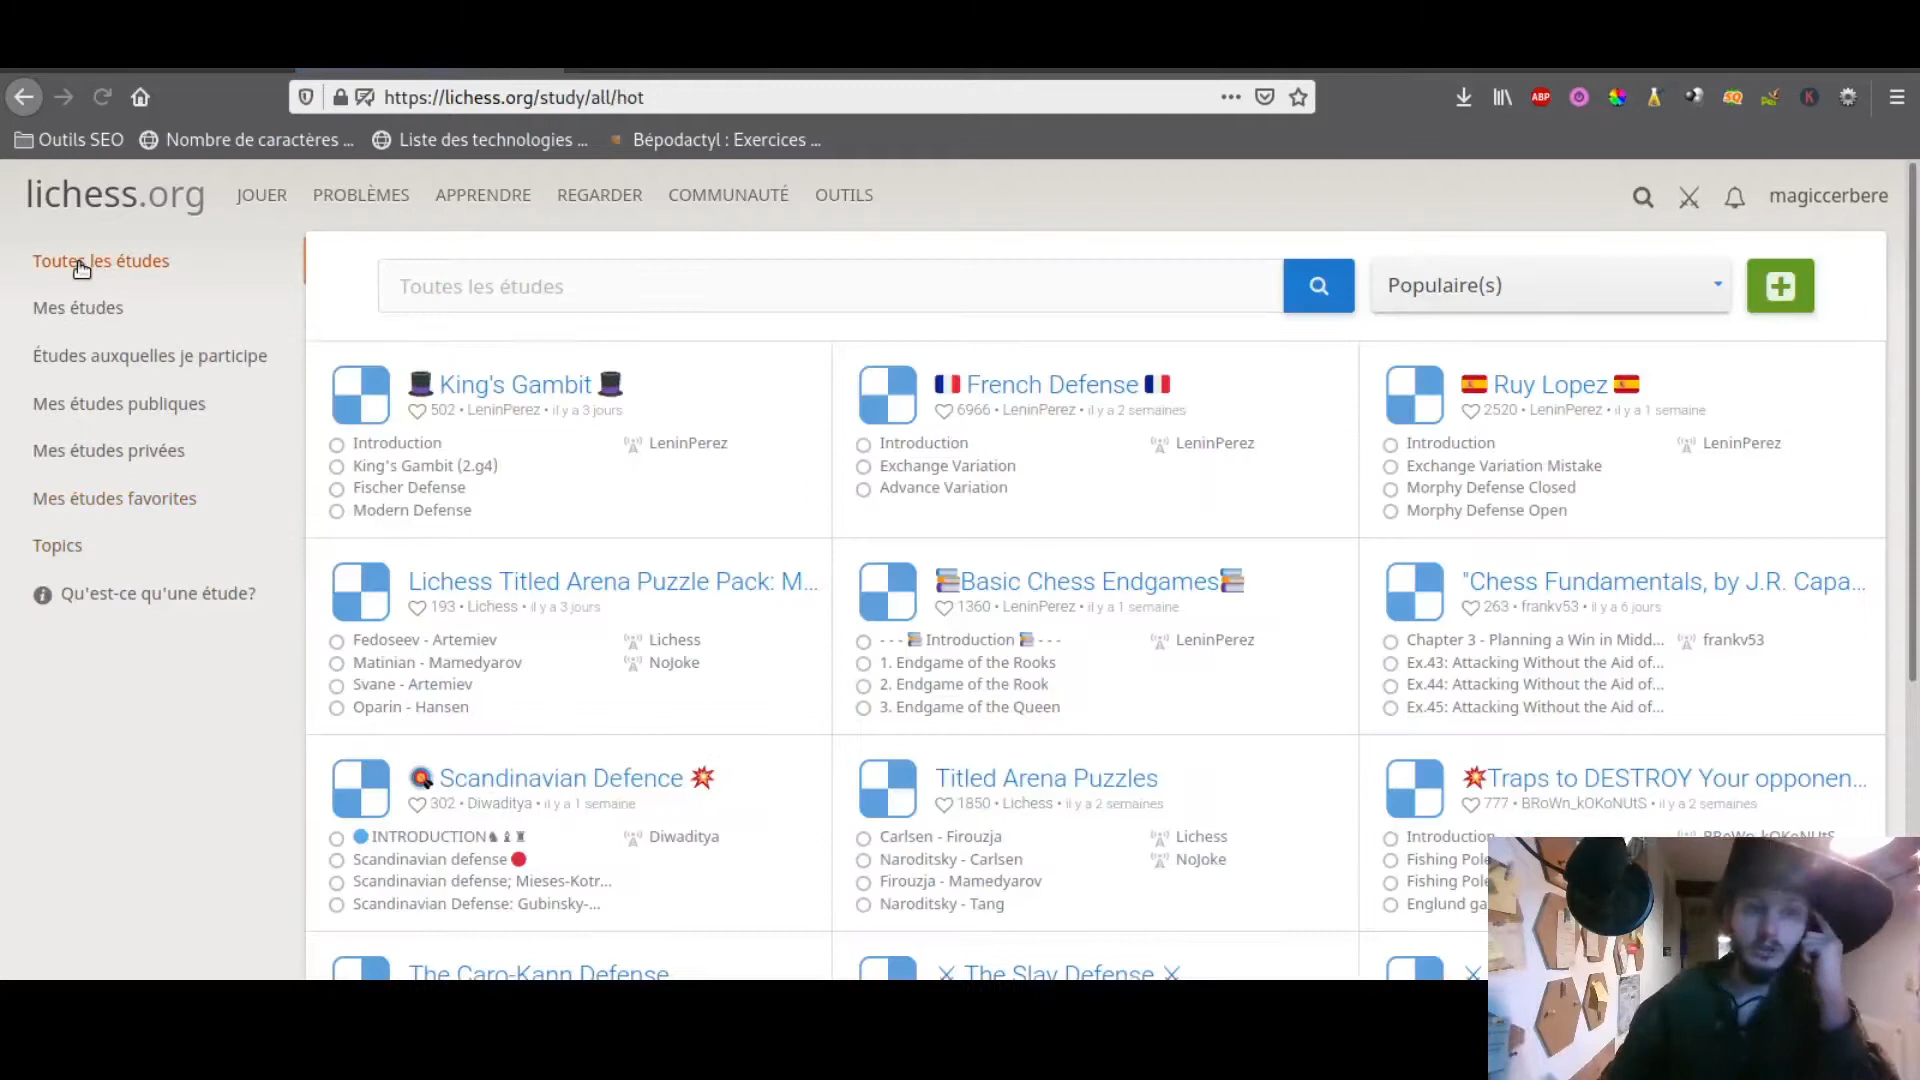 https://lichess.org/study/all/hot
ABP
Outils SEO
Nombre de caractères ...
Liste des technologies ...
Bépodactyl : Exercices ...
lichess.org
JOUER
PROBLÈMES
APPRENDRE
REGARDER
COMMUNAUTÉ
OUTILS
magiccerbere
Toutes les études
Mes études
Études auxquelles je participe
Mes études publiques
Mes études privées
Mes études favorites
Topics
Qu'est-ce qu'une étude?
Toutes les études
Populaire(s)
King's Gambit
502 • LeninPerez • il y a 3 jours
Introduction
King's Gambit (2.g4)
Fischer Defense
Modern Defense
LeninPerez
French Defense
6966 • LeninPerez • il y a 2 semaines
Introduction
Exchange Variation
Advance Variation
LeninPerez
Ruy Lopez
2520 • LeninPerez • il y a 1 semaine
Introduction
Exchange Variation Mistake
Morphy Defense Closed
Morphy Defense Open
LeninPerez
Lichess Titled Arena Puzzle Pack: M...
193 • Lichess • il y a 3 jours
Fedoseev - Artemiev
Matinian - Mamedyarov
Svane - Artemiev
Oparin - Hansen
Lichess
NoJoke
Basic Chess Endgames
1360 • LeninPerez • il y a 1 semaine
- - - Introduction - - -
1. Endgame of the Rooks
2. Endgame of the Rook
3. Endgame of the Queen
LeninPerez
"Chess Fundamentals, by J.R. Capa...
263 • frankv53 • il y a 6 jours
Chapter 3 - Planning a Win in Midd...
Ex.43: Attacking Without the Aid of...
Ex.44: Attacking Without the Aid of...
Ex.45: Attacking Without the Aid of...
frankv53
Scandinavian Defence
302 • Diwaditya • il y a 1 semaine
INTRODUCTION
Scandinavian defense
Scandinavian defense; Mieses-Kotr...
Scandinavian Defense: Gubinsky-...
Diwaditya
Titled Arena Puzzles
1850 • Lichess • il y a 2 semaines
Carlsen - Firouzja
Naroditsky - Carlsen
Firouzja - Mamedyarov
Naroditsky - Tang
Lichess
NoJoke
Traps to DESTROY Your opponen...
777 • BRoWn_kOKoNUtS • il y a 2 semaines
Introduction
Fishing Pole
Fishing Pole
Englund ga
BRoWn_kOKoNUtS
The Caro-Kann Defense
The Slav Defense